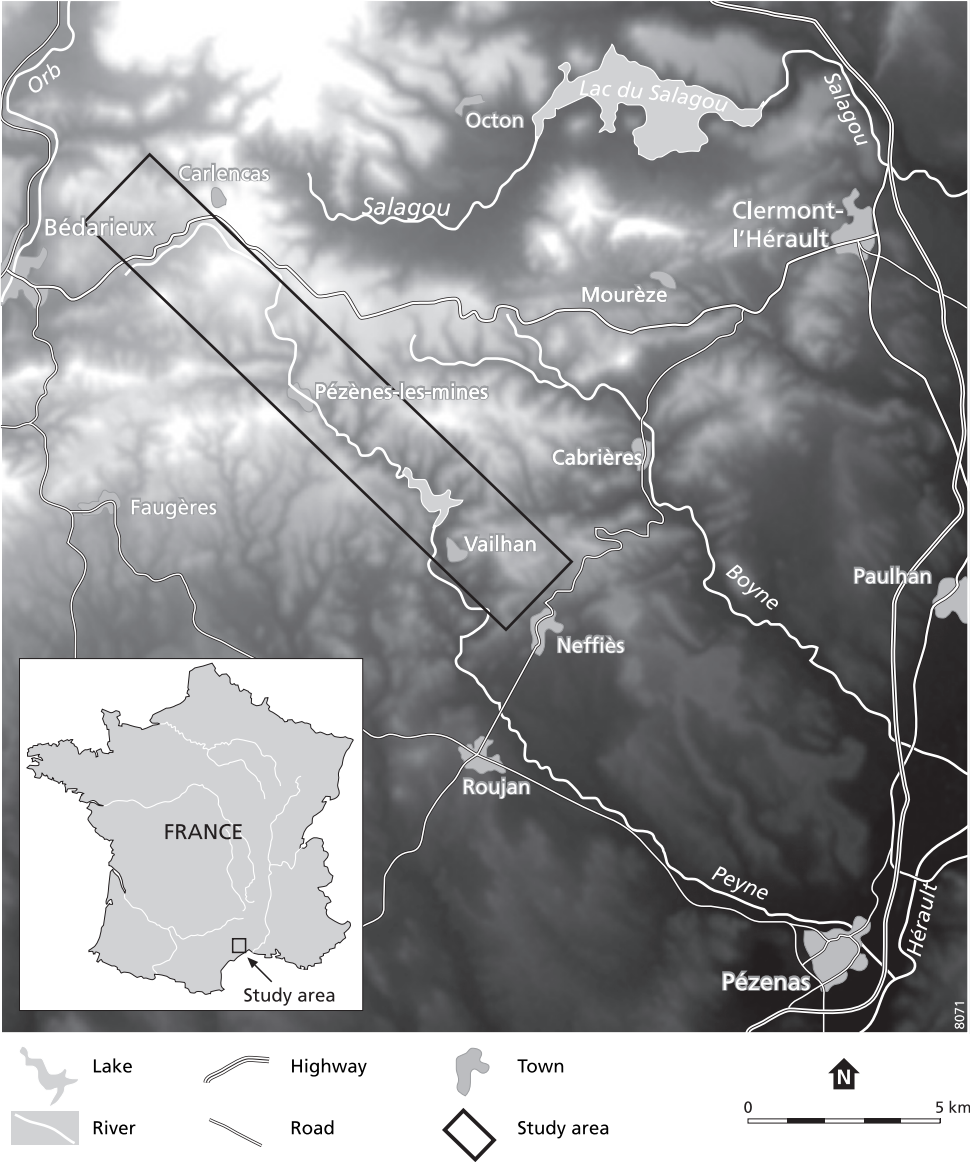 Orb
Lac du Salagou
Salagou
Octon
Carlencas
Salagou
Clermont-
l'Hérault
Bédarieux
Mourèze
Pézènes-les-mines
Cabrières
Faugères
Vailhan
Paulhan
Boyne
Neffiès
Roujan
FRANCE
Peyne
Hérault
Pézenas
Study area
8071
Lake
Highway
Town
N
0 5 km
River
Road
Study area